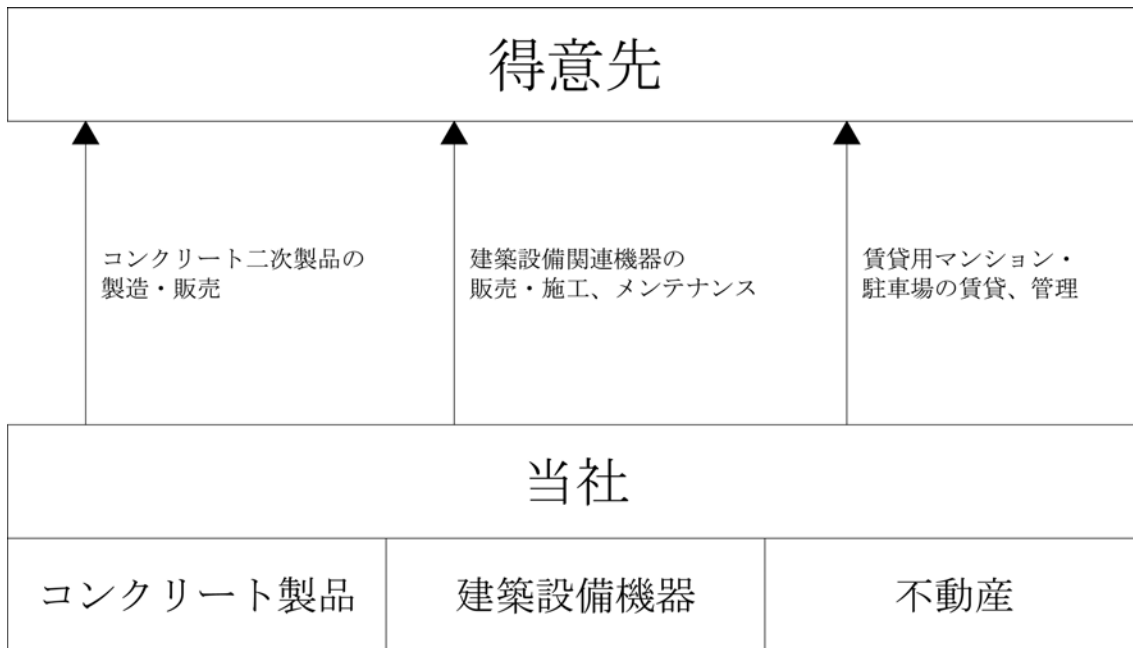 得意先
コンクリート二次製品の
製造・販売
建築設備関連機器の
販売・施工、メンテナンス
賃貸用マンション・
駐車場の賃貸、管理
当社
コンクリート製品
建築設備機器
不動産